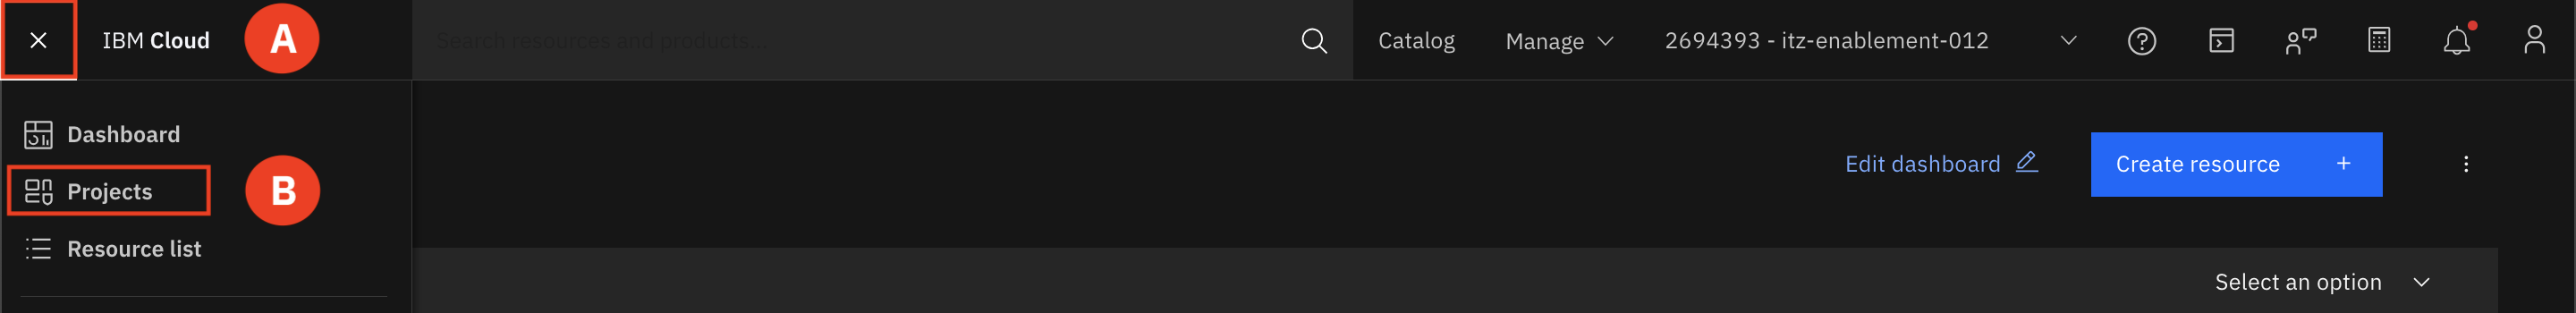 IBM Cloud
A
Search resources and products...
Catalog
Manage
2694393 - itz-enablement-012
Dashboard
Projects
B
Resource list
Edit dashboard
Create resource +
Select an option